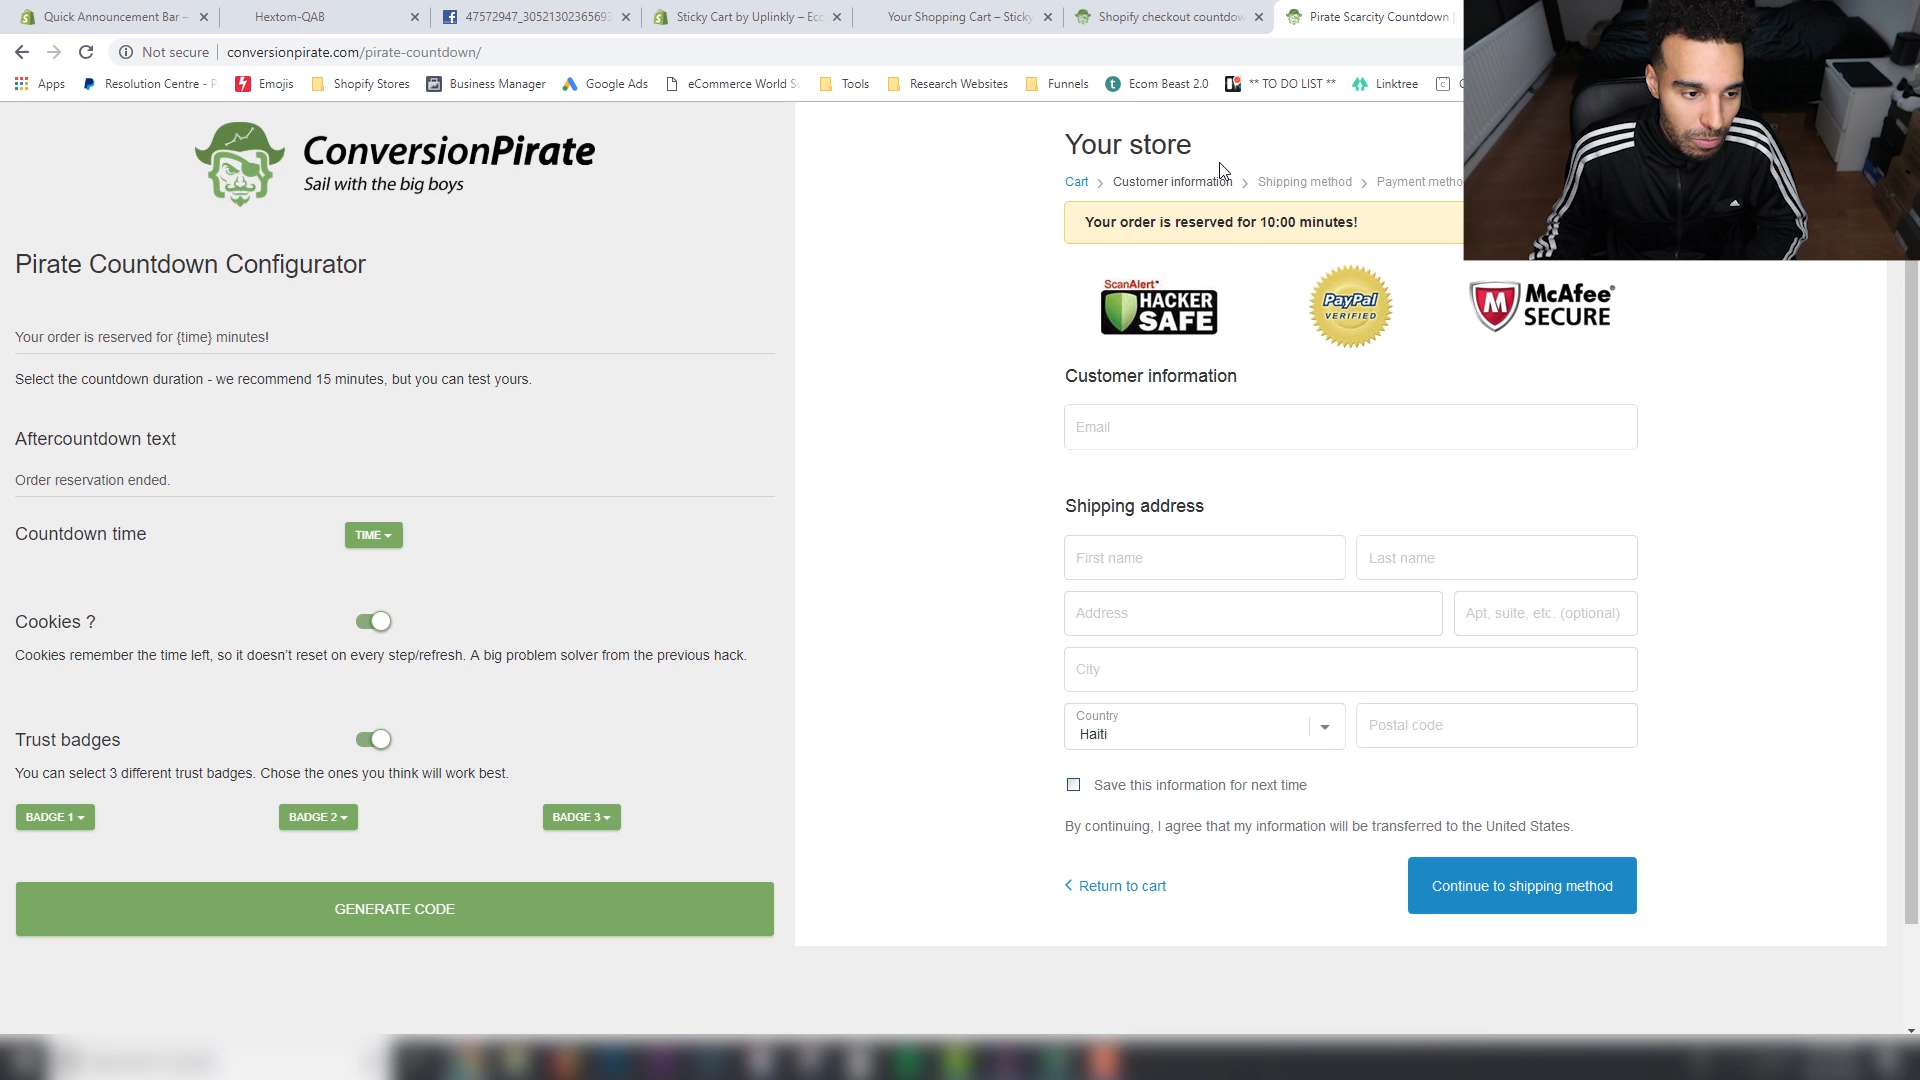 Quick Announcement Bar –
Hextom-QAB
47572947_3052130236569
Sticky Cart by Uplinkly – Ec
Your Shopping Cart – Sticky
Shopify checkout countdow
Pirate Scarcity Countdown
Not secure
conversionpirate.com/pirate-countdown/
Apps
Resolution Centre - P
Emojis
Shopify Stores
Business Manager
Google Ads
eCommerce World S
Tools
Research Websites
Funnels
Ecom Beast 2.0
** TO DO LIST **
Linktree
ConversionPirate
Sail with the big boys
Pirate Countdown Configurator
Your order is reserved for {time} minutes!
Select the countdown duration - we recommend 15 minutes, but you can test yours.
Aftercountdown text
Order reservation ended.
Countdown time
TIME
Cookies ?
Cookies remember the time left, so it doesn't reset on every step/refresh. A big problem solver from the previous hack.
Trust badges
You can select 3 different trust badges. Chose the ones you think will work best.
BADGE 1
BADGE 2
BADGE 3
GENERATE CODE
Your store
Cart > Customer information > Shipping method > Payment metho
Your order is reserved for 10:00 minutes!
ScanAlert™
HACKER
SAFE
PayPal
VERIFIED
McAfee®
SECURE
Customer information
Email
Shipping address
First name
Last name
Address
Apt, suite, etc. (optional)
City
Country
Haiti
Postal code
Save this information for next time
By continuing, I agree that my information will be transferred to the United States.
< Return to cart
Continue to shipping method